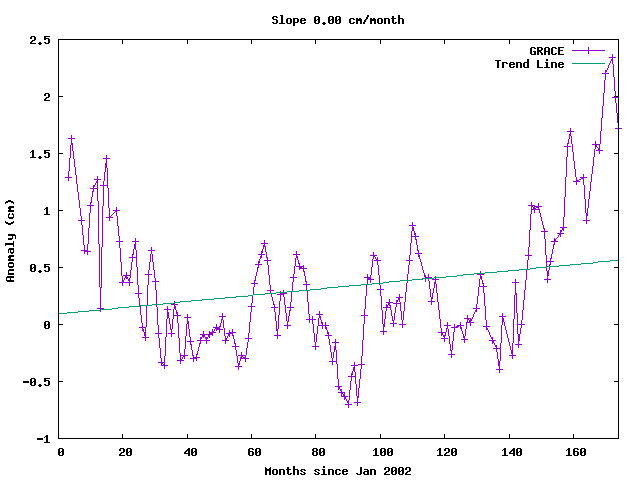 Slope 0.00 cm/month
GRACE
Trend Line
2.5
2
1.5
1
0.5
0
-0.5
-1
Anomaly (cm)
0 20 40 60 80 100 120 140 160
Months since Jan 2002